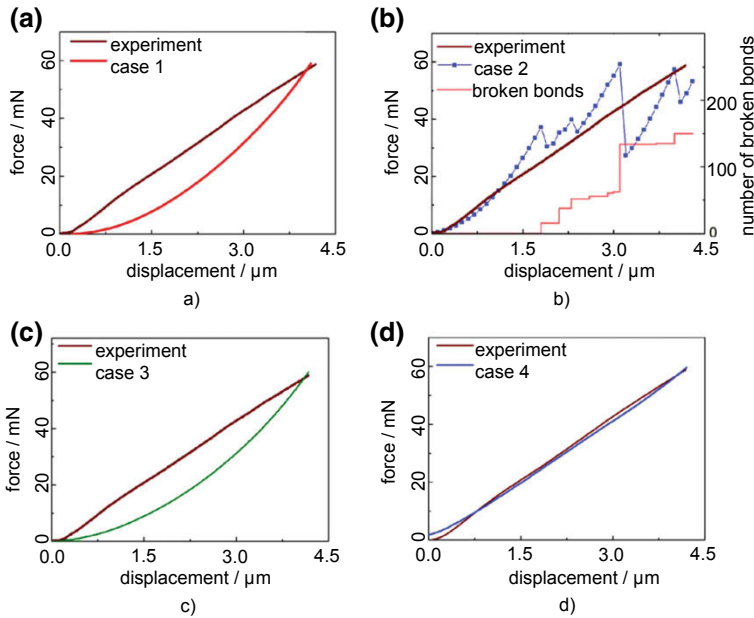 (a)
experiment
case 1
force / mN
60
40
20
0
0.0 1.5 3.0 4.5
displacement / µm
a)
(b)
experiment
case 2
broken bonds
force / mN
60
40
20
0
number of broken bonds
200
100
0
0.0 1.5 3.0 4.5
displacement / µm
b)
(c)
experiment
case 3
force / mN
60
40
20
0
0.0 1.5 3.0 4.5
displacement / µm
c)
(d)
experiment
case 4
force / mN
60
40
20
0
0.0 1.5 3.0 4.5
displacement / µm
d)